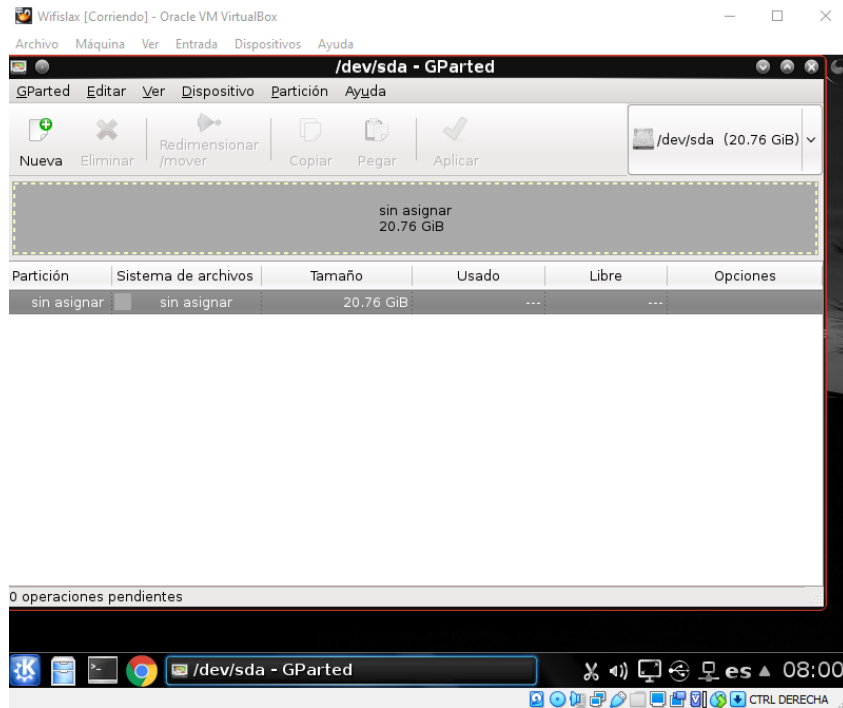 Wifislax [Corriendo] - Oracle VM VirtualBox
Archivo Máquina Ver Entrada Dispositivos Ayuda
/dev/sda - GParted
GParted Editar Ver Dispositivo Partición Ayuda
Nueva Eliminar Redimensionar /mover Copiar Pegar Aplicar /dev/sda (20.76 GiB)
sin asignar
20.76 GiB
Partición Sistema de archivos Tamaño Usado Libre Opciones
sin asignar sin asignar 20.76 GiB --- ---
0 operaciones pendientes
/dev/sda - GParted es 08:00
CTRL DERECHA